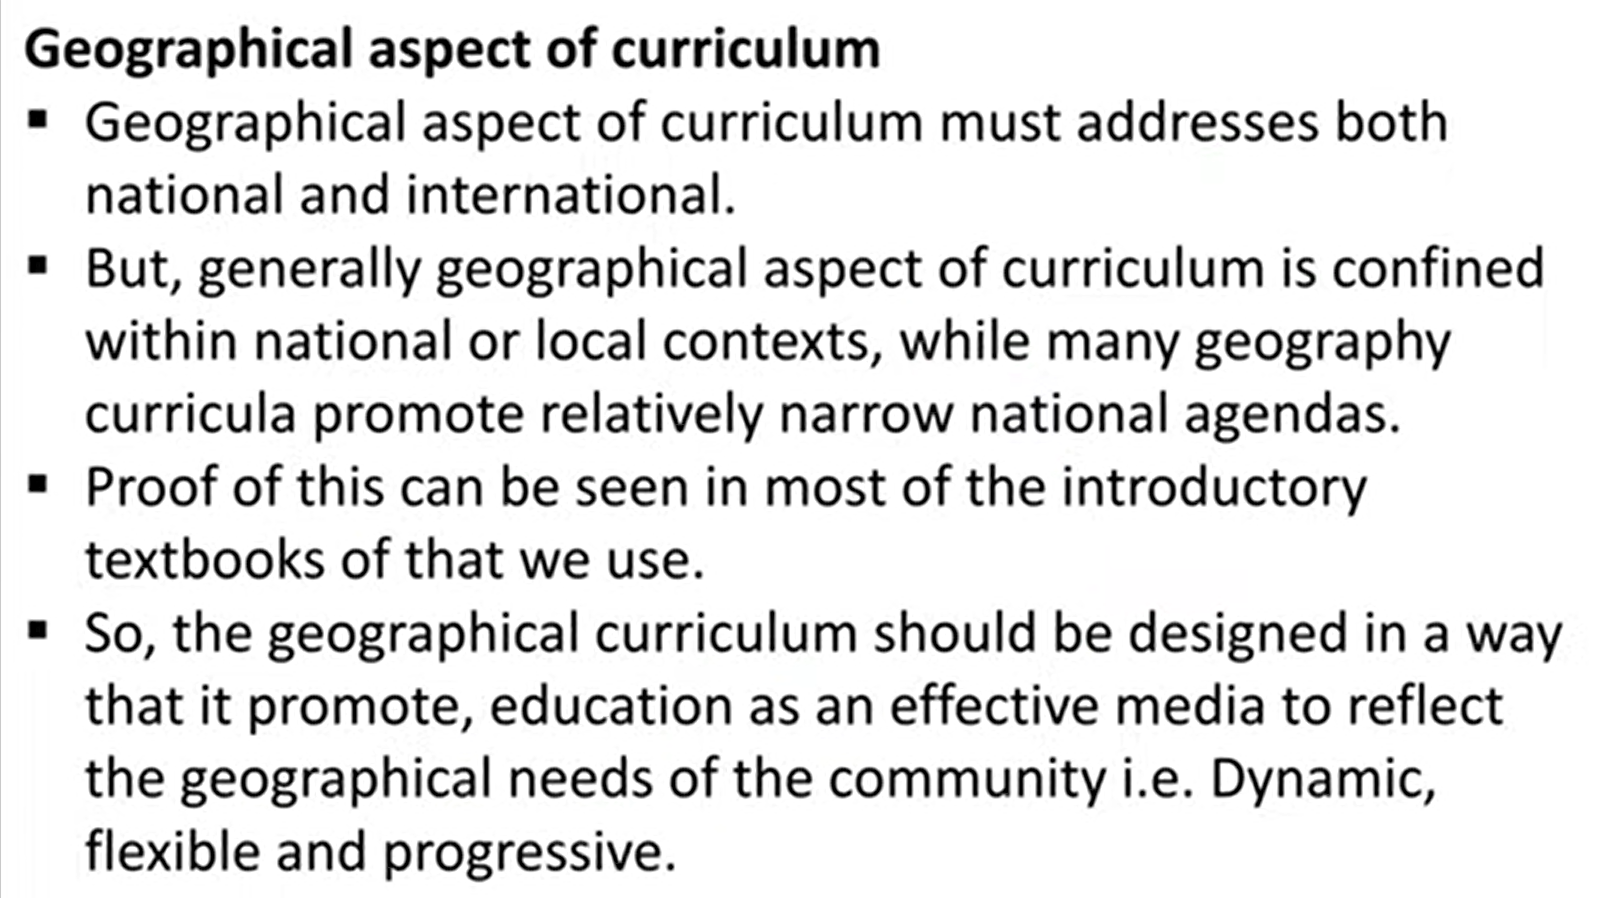 Geographical aspect of curriculum
▪ Geographical aspect of curriculum must addresses both
national and international.
▪ But, generally geographical aspect of curriculum is confined
within national or local contexts, while many geography
curricula promote relatively narrow national agendas.
▪ Proof of this can be seen in most of the introductory
textbooks of that we use.
▪ So, the geographical curriculum should be designed in a way
that it promote, education as an effective media to reflect
the geographical needs of the community i.e. Dynamic,
flexible and progressive.